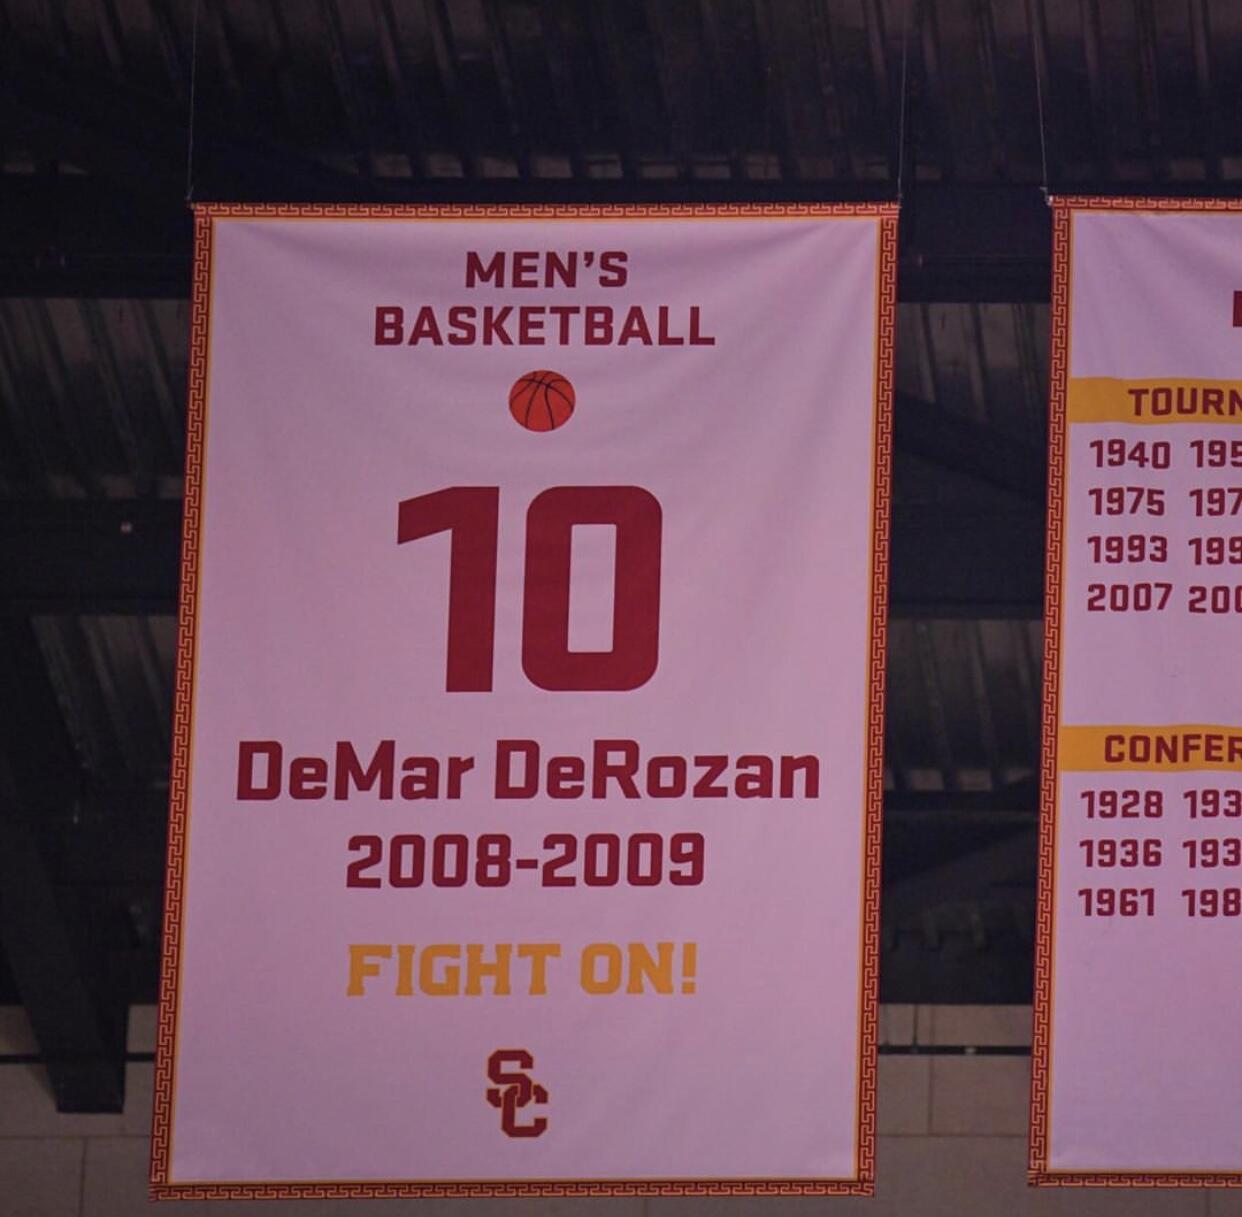 MEN'S
BASKETBALL
10
DeMar DeRozan
2008-2009
FIGHT ON!
SC
1940
1975
1993
2007
1928
1936
1961